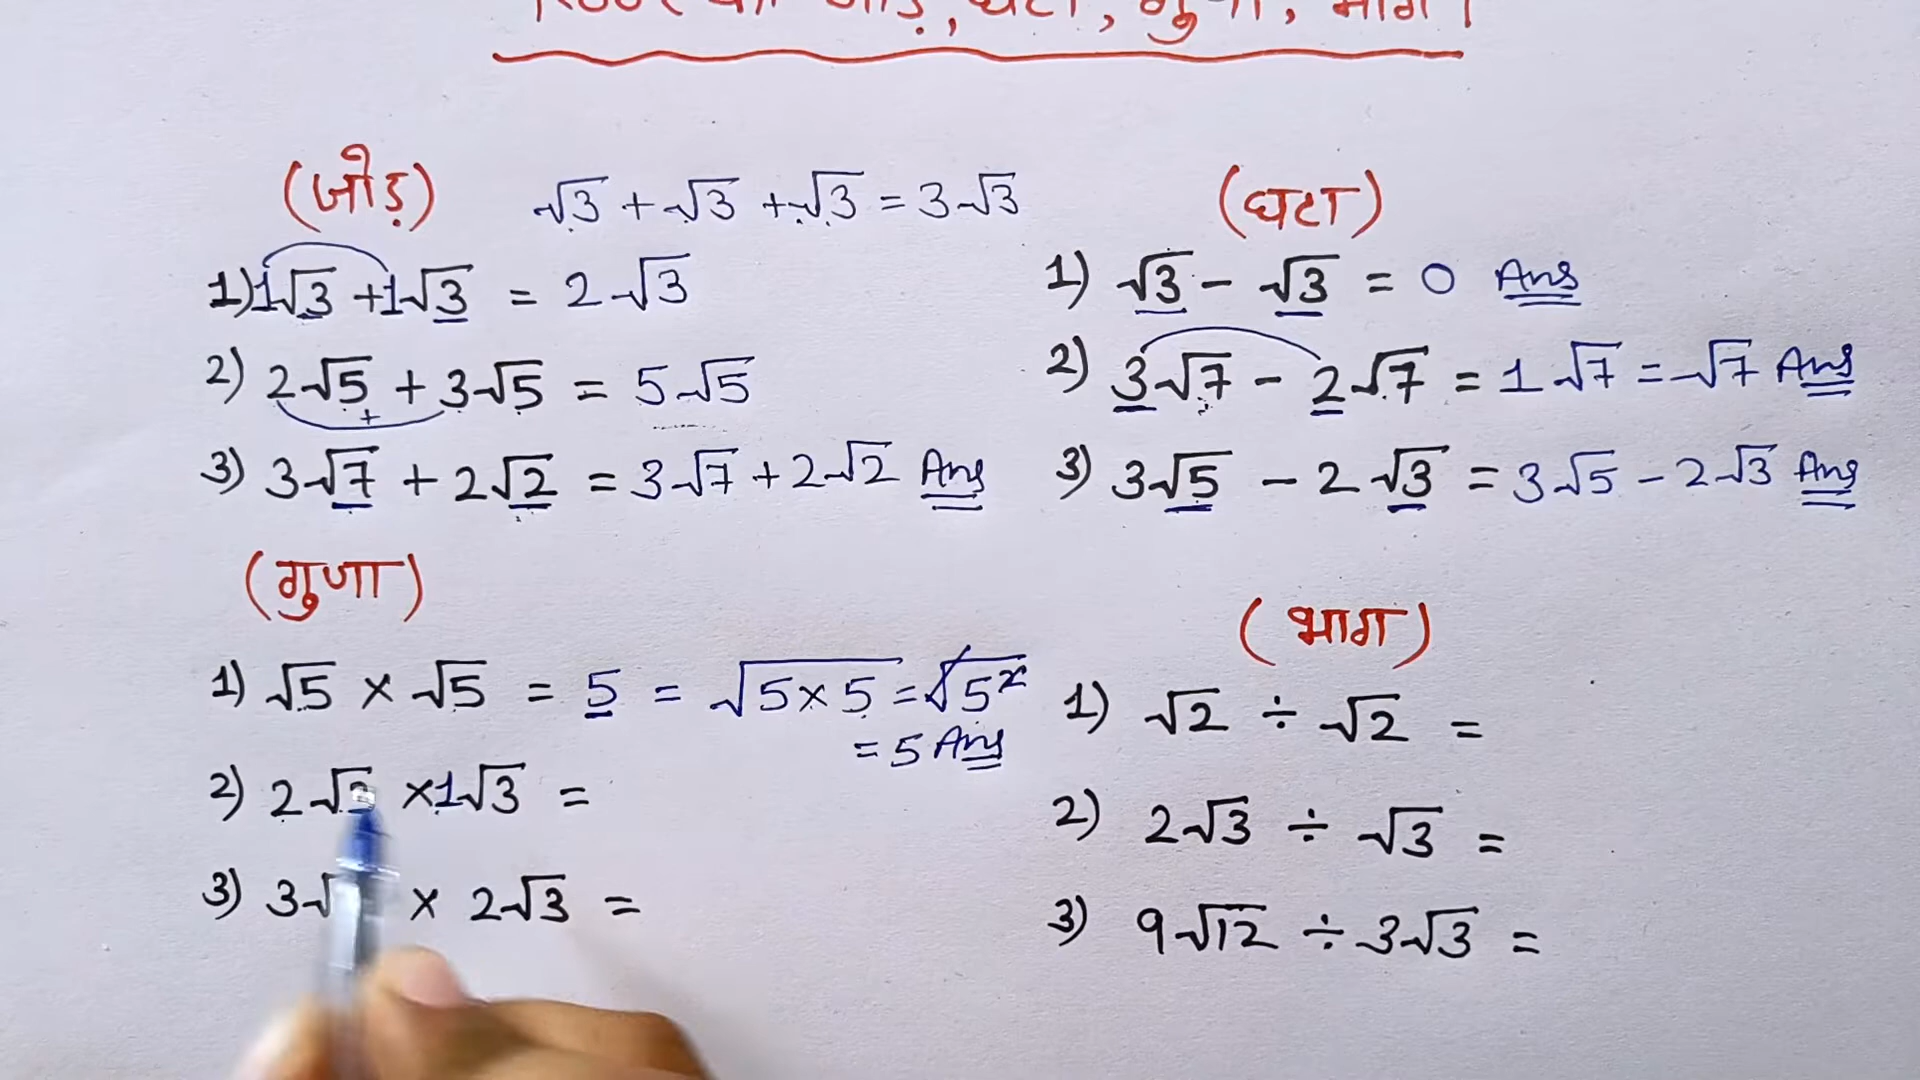 Root का जोड़, घटा, गुणा, भाग।
(जोड़)
√3 + √3 + √3 = 3√3
1) 1√3 + 1√3 = 2√3
2) 2√5 + 3√5 = 5√5
+
3) 3√7 + 2√2 = 3√7 + 2√2 Ans
(घटा)
1) √3 - √3 = 0 Ans
2) 3√7 - 2√7 = 1√7 = √7 Ans
3) 3√5 - 2√3 = 3√5 - 2√3 Ans
(गुणा)
1) √5 × √5 = 5 = √5×5 = √5²
= 5 Ans
2) 2√3 × 1√3 =
3) 3√ × 2√3 =
(भाग)
1) √2 ÷ √2 =
2) 2√3 ÷ √3 =
3) 9√12 ÷ 3√3 =